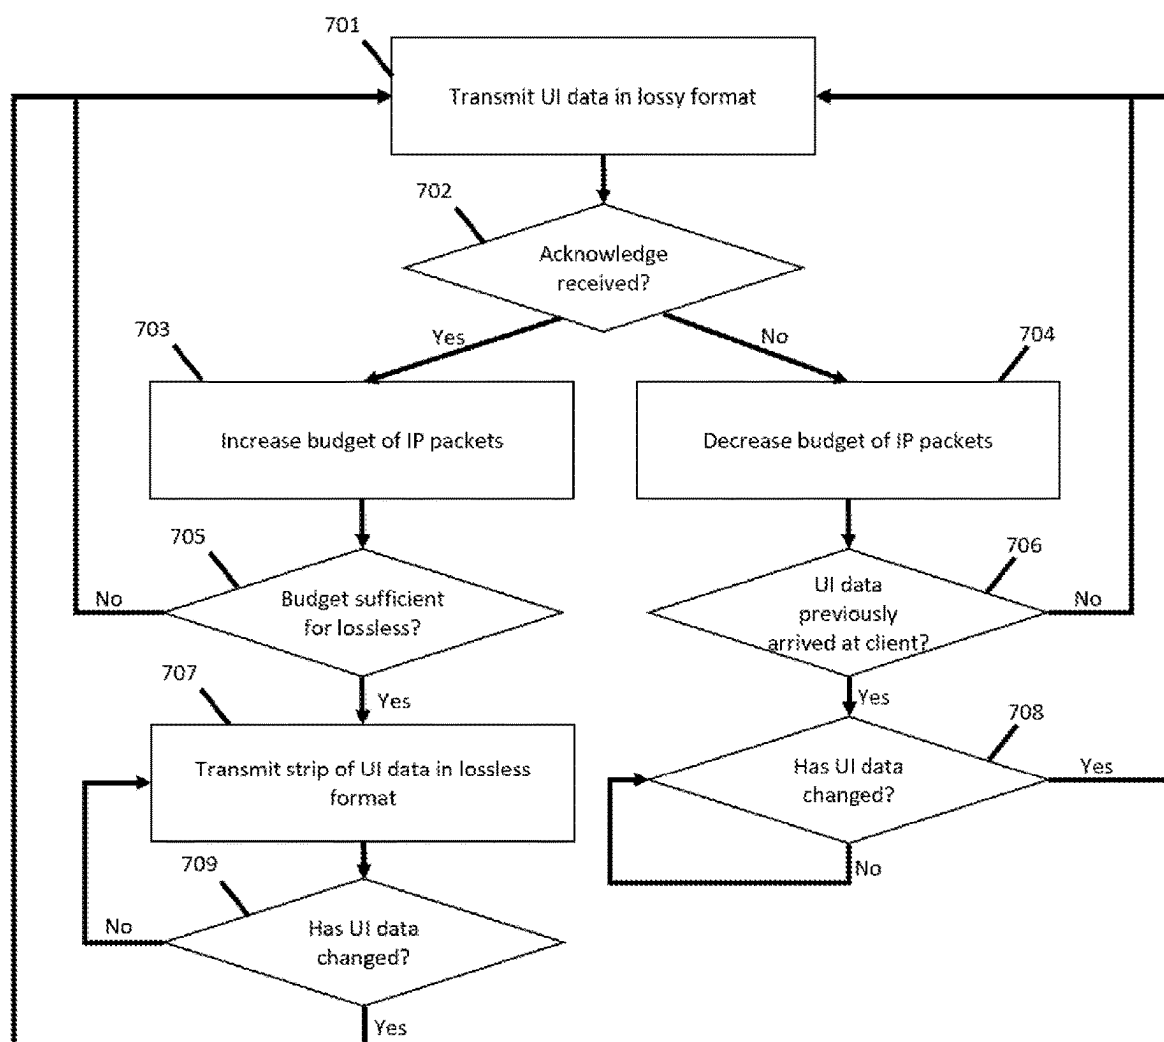 701
Transmit UI data in lossy format
702
Acknowledge
received?
703
Yes
No
704
Increase budget of IP packets
Decrease budget of IP packets
705
706
No
Budget sufficient
for lossless?
UI data
previously
arrived at client?
No
707
Yes
Yes
708
Transmit strip of UI data in lossless
format
Has UI data
changed?
Yes
709
No
No
Has UI data
changed?
Yes